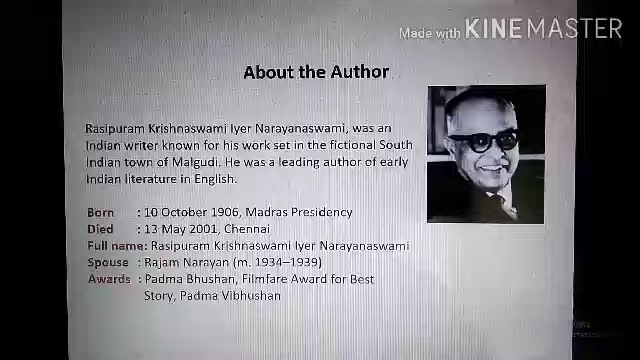 Made with KINEMASTER
About the Author
Rasipuram Krishnaswami Iyer Narayanaswami, was an
Indian writer known for his work set in the fictional South
Indian town of Malgudi. He was a leading author of early
Indian literature in English.
Born : 10 October 1906, Madras Presidency
Died : 13 May 2001, Chennai
Full name: Rasipuram Krishnaswami Iyer Narayanaswami
Spouse : Rajam Narayan (m. 1934–1939)
Awards : Padma Bhushan, Filmfare Award for Best
Story, Padma Vibhushan